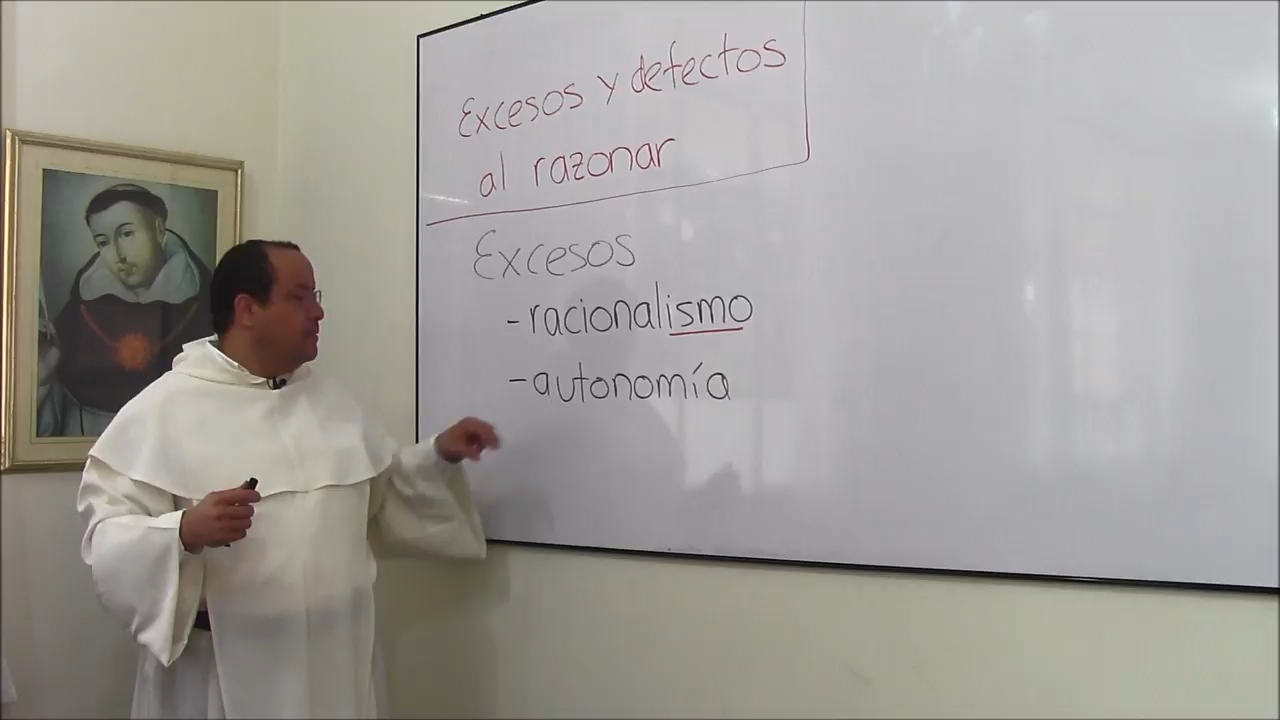 Excesos y defectos
al razonar
Excesos
-racionalismo
-autonomía